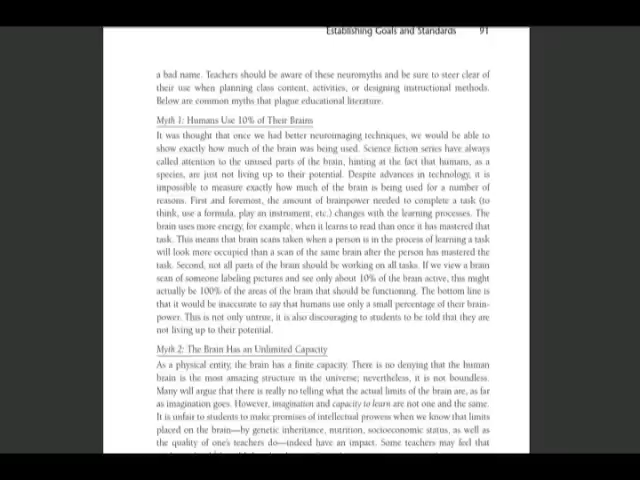 Establishing Goals and Standards 91
a bad name. Teachers should be aware of these neuromyths and be sure to steer clear of
their use when planning class content, activities, or designing instructional methods.
Below are common myths that plague educational literature.
Myth 1: Humans Use 10% of Their Brains
It was thought that once we had better neuroimaging techniques, we would be able to
show exactly how much of the brain was being used. Science fiction series have always
called attention to the unused parts of the brain, hinting at the fact that humans, as a
species, are just not living up to their potential. Despite advances in technology, it is
impossible to measure exactly how much of the brain is being used for a number of
reasons. First and foremost, the amount of brainpower needed to complete a task (to
think, use a formula, play an instrument, etc.) changes with the learning processes. The
brain uses more energy, for example, when it learns to read than once it has mastered that
task. This means that brain scans taken when a person is in the process of learning a task
will look more occupied than a scan of the same brain after the person has mastered the
task. Second, not all parts of the brain should be working on all tasks. If we view a brain
scan of someone labeling pictures and see only about 10% of the brain active, this might
actually be 100% of the areas of the brain that should be functioning. The bottom line is
that it would be inaccurate to say that humans use only a small percentage of their brain-
power. This is not only untrue, it is also discouraging to students to be told that they are
not living up to their potential.
Myth 2: The Brain Has an Unlimited Capacity
As a physical entity, the brain has a finite capacity. There is no denying that the human
brain is the most amazing structure in the universe; nevertheless, it is not boundless.
Many will argue that there is really no telling what the actual limits of the brain are, as far
as imagination goes. However, imagination and capacity to learn are not one and the same.
It is unfair to students to make promises of intellectual prowess when we know that limits
placed on the brain—by genetic inheritance, nutrition, socioeconomic status, as well as
the quality of one's teachers do—indeed have an impact. Some teachers may feel that